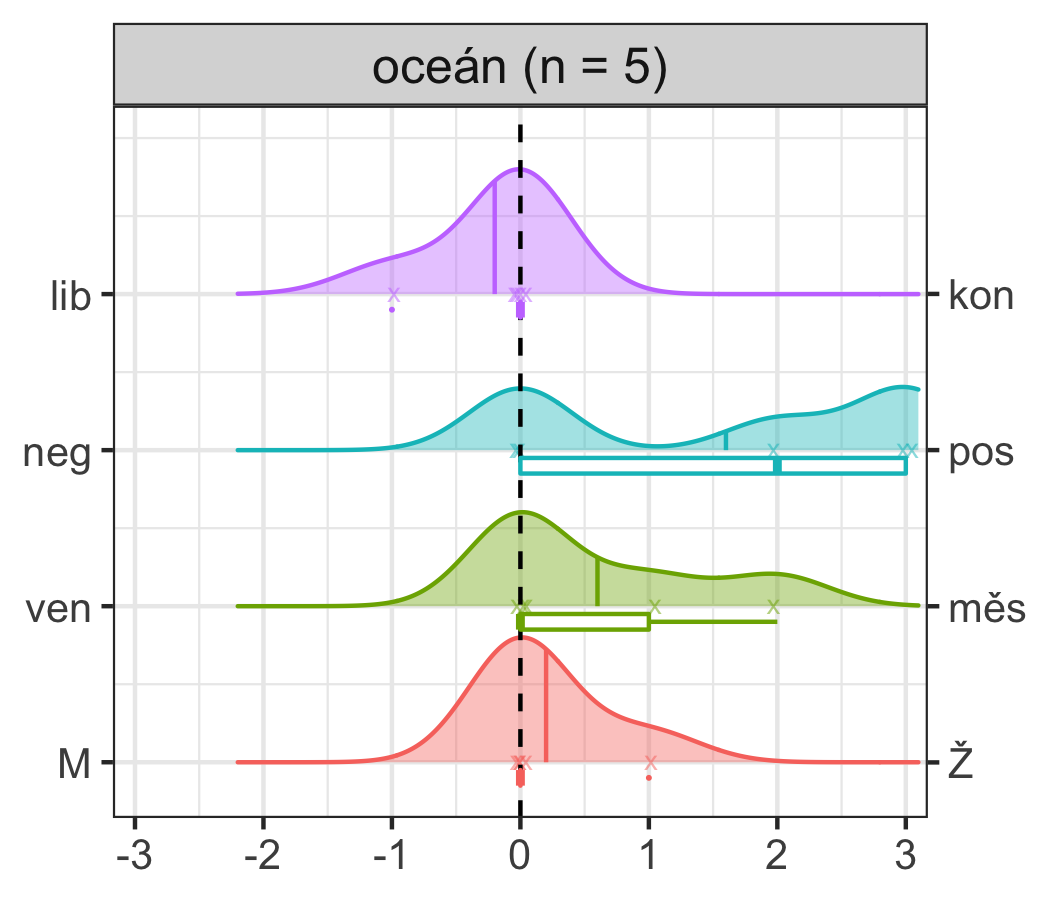 oceán (n = 5)
lib kon
neg pos
ven měs
M Ž
-3 -2 -1 0 1 2 3